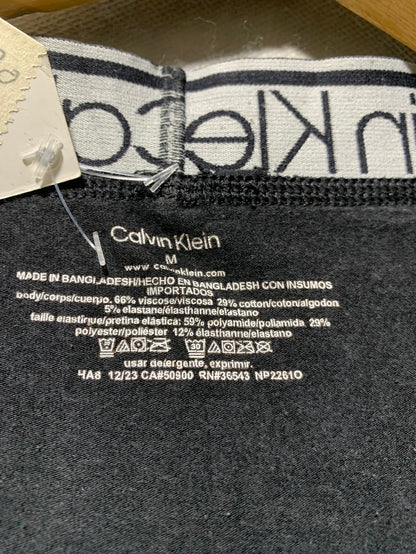 Calvin Klein
M
www.calvinklein.com
MADE IN BANGLADESH/HECHO EN BANGLADESH CON INSUMOS
IMPORTADOS
body/corps/cuerpo. 66% viscose/viscosa 29% cotton/coton/algodon
5% elastane/élasthanne/elastano
taille élastique/pretina elástica: 59% polyamide/poliamida 29%
polyester/poliéster 12% élasthanne/elastano
30
usar detergente, exprimir.
4A8 12/23 CA#50900 RN#36543 NP2261O